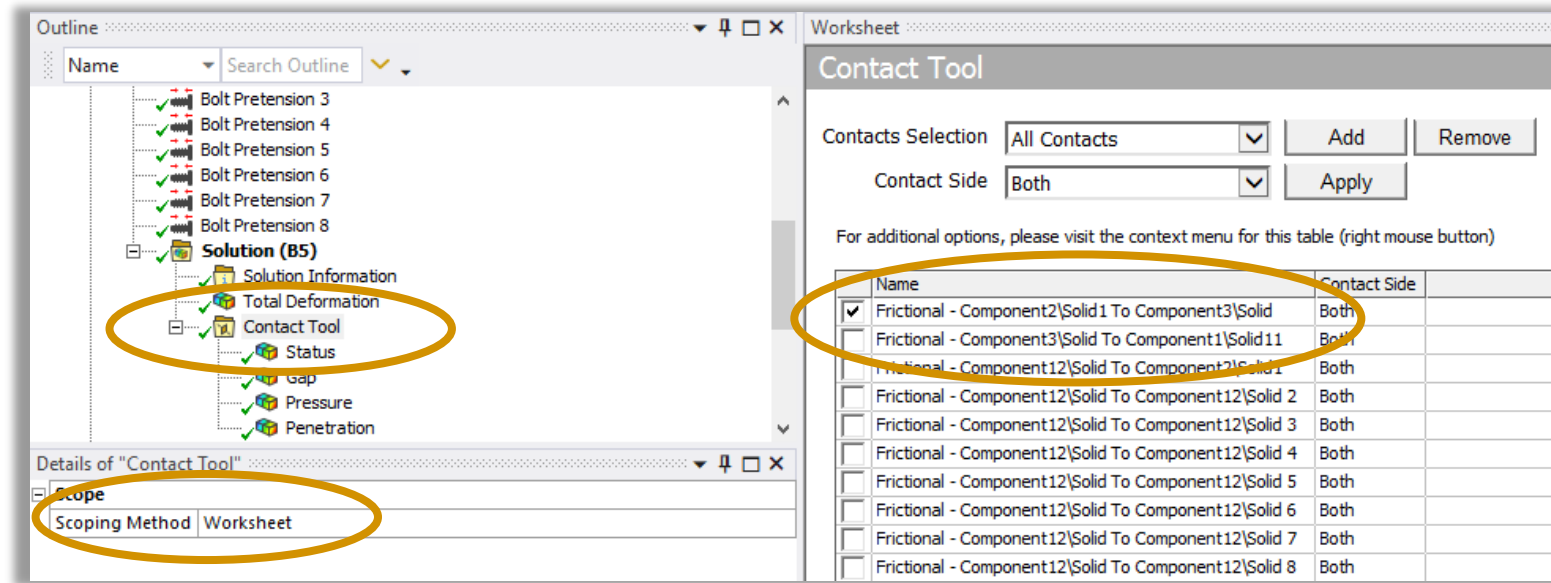 Outline
Name
Search Outline
Bolt Pretension 3
Bolt Pretension 4
Bolt Pretension 5
Bolt Pretension 6
Bolt Pretension 7
Bolt Pretension 8
Solution (B5)
Solution Information
Total Deformation
Contact Tool
Status
Gap
Pressure
Penetration
Details of "Contact Tool"
Scope
Scoping Method Worksheet
Worksheet
Contact Tool
Contacts Selection All Contacts Add Remove
Contact Side Both Apply
For additional options, please visit the context menu for this table (right mouse button)
Name Contact Side
Frictional - Component2\Solid1 To Component3\Solid Both
Frictional - Component3\Solid To Component1\Solid11 Both
Frictional - Component12\Solid To Component2\Solid1 Both
Frictional - Component12\Solid To Component12\Solid 2 Both
Frictional - Component12\Solid To Component12\Solid 3 Both
Frictional - Component12\Solid To Component12\Solid 4 Both
Frictional - Component12\Solid To Component12\Solid 5 Both
Frictional - Component12\Solid To Component12\Solid 6 Both
Frictional - Component12\Solid To Component12\Solid 7 Both
Frictional - Component12\Solid To Component12\Solid 8 Both